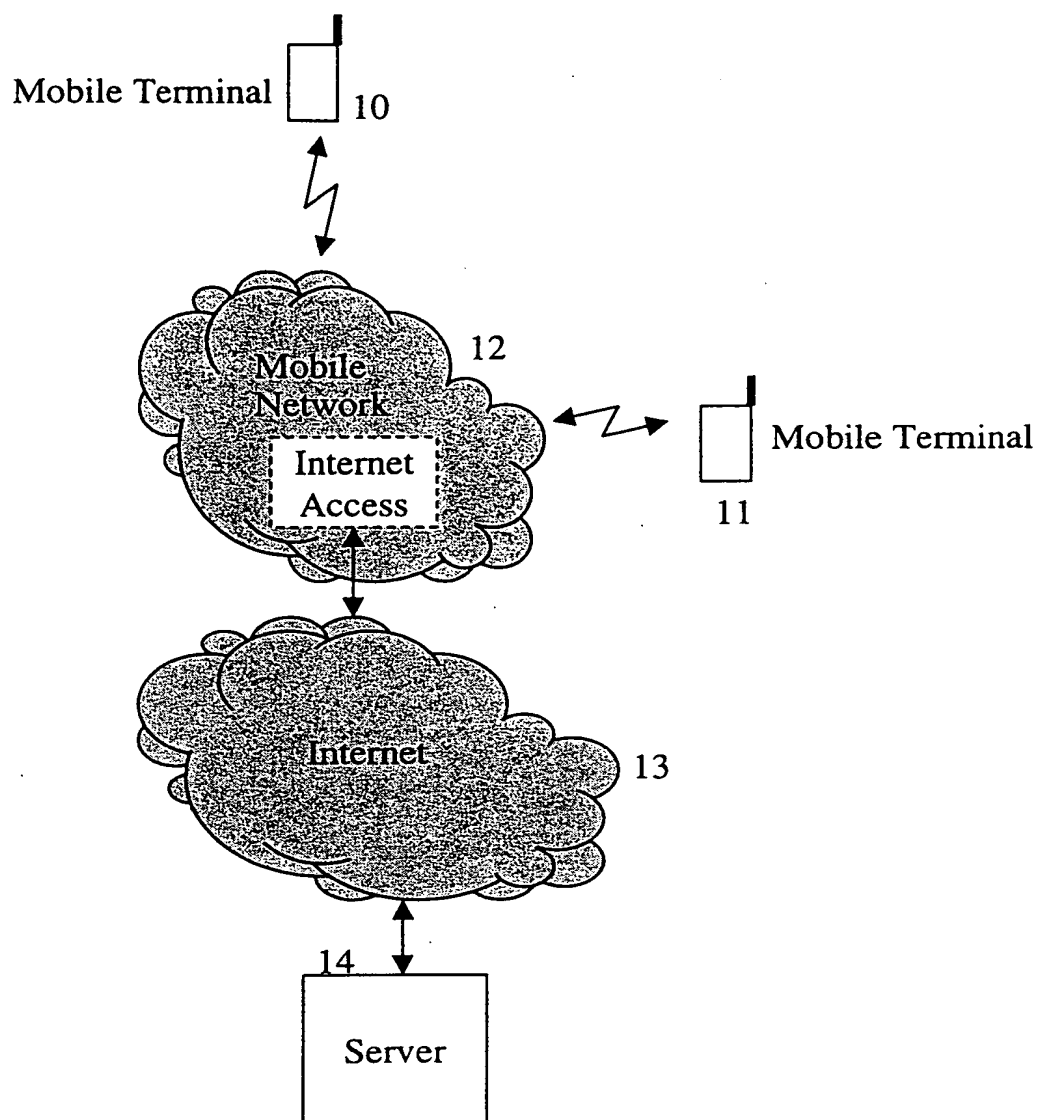 Mobile Terminal
10
12
Mobile
Network
Internet
Access
Mobile Terminal
11
Internet
13
14
Server